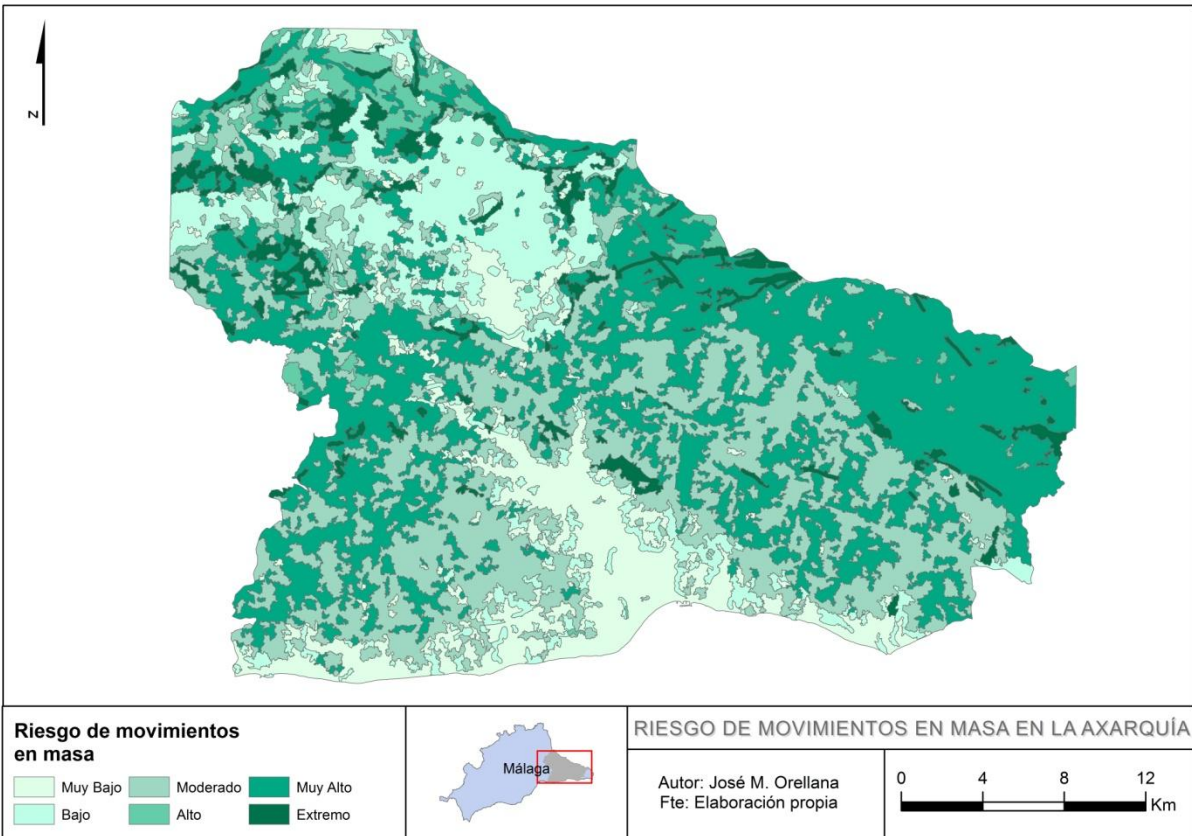 N
Riesgo de movimientos
en masa
Muy Bajo
Moderado
Muy Alto
Bajo
Alto
Extremo
Málaga
RIESGO DE MOVIMIENTOS EN MASA EN LA AXARQUÍA
Autor: José M. Orellana
Fte: Elaboración propia
0 4 8 12
Km